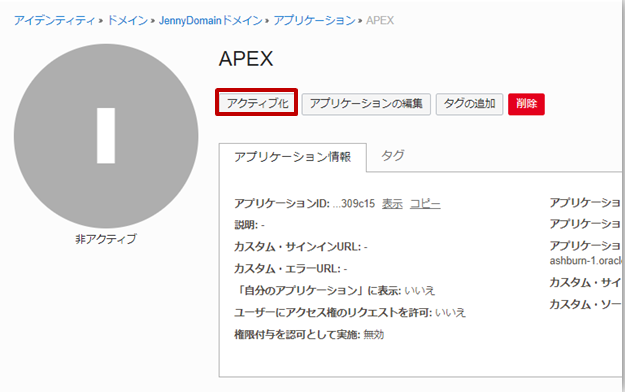 アイデンティティ » ドメイン » JennyDomainドメイン » アプリケーション » APEX
I
非アクティブ
APEX
アクティブ化 アプリケーションの編集 タグの追加 削除
アプリケーション情報 タグ
アプリケーションID: ...309c15 表示 コピー
説明: -
カスタム・サインインURL: -
カスタム・エラーURL: -
「自分のアプリケーション」に表示: いいえ
ユーザーにアクセス権のリクエストを許可: いいえ
権限付与を認可として実施: 無効
アプリケーショ
アプリケーショ
アプリケーショ
ashburn-1.oracl
カスタム・サイ
カスタム・ソー